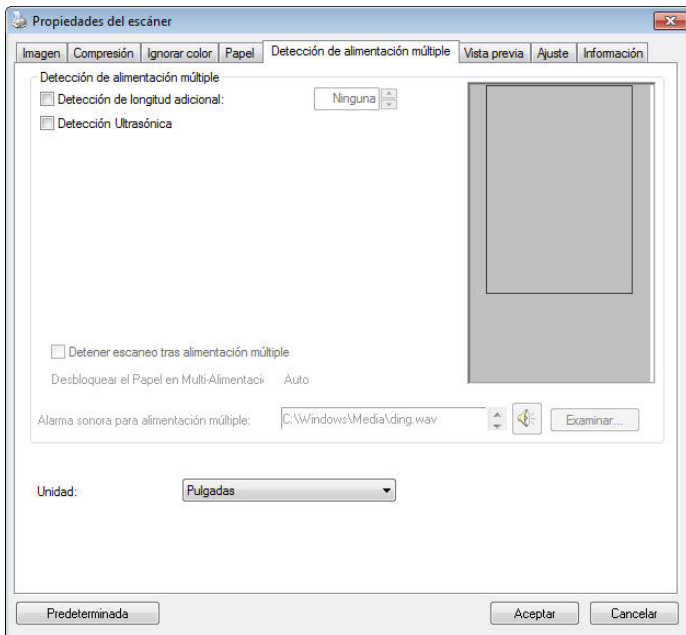 Propiedades del escáner
Imagen Compresión Ignorar color Papel Detección de alimentación múltiple Vista previa Ajuste Información
Detección de alimentación múltiple
Detección de longitud adicional: Ninguna
Detección Ultrasónica
Detener escaneo tras alimentación múltiple
Desbloquear el Papel en Multi-Alimentaci Auto
Alarma sonora para alimentación múltiple: C:\Windows\Media\ding.wav Examinar...
Unidad: Pulgadas
Predeterminada Aceptar Cancelar